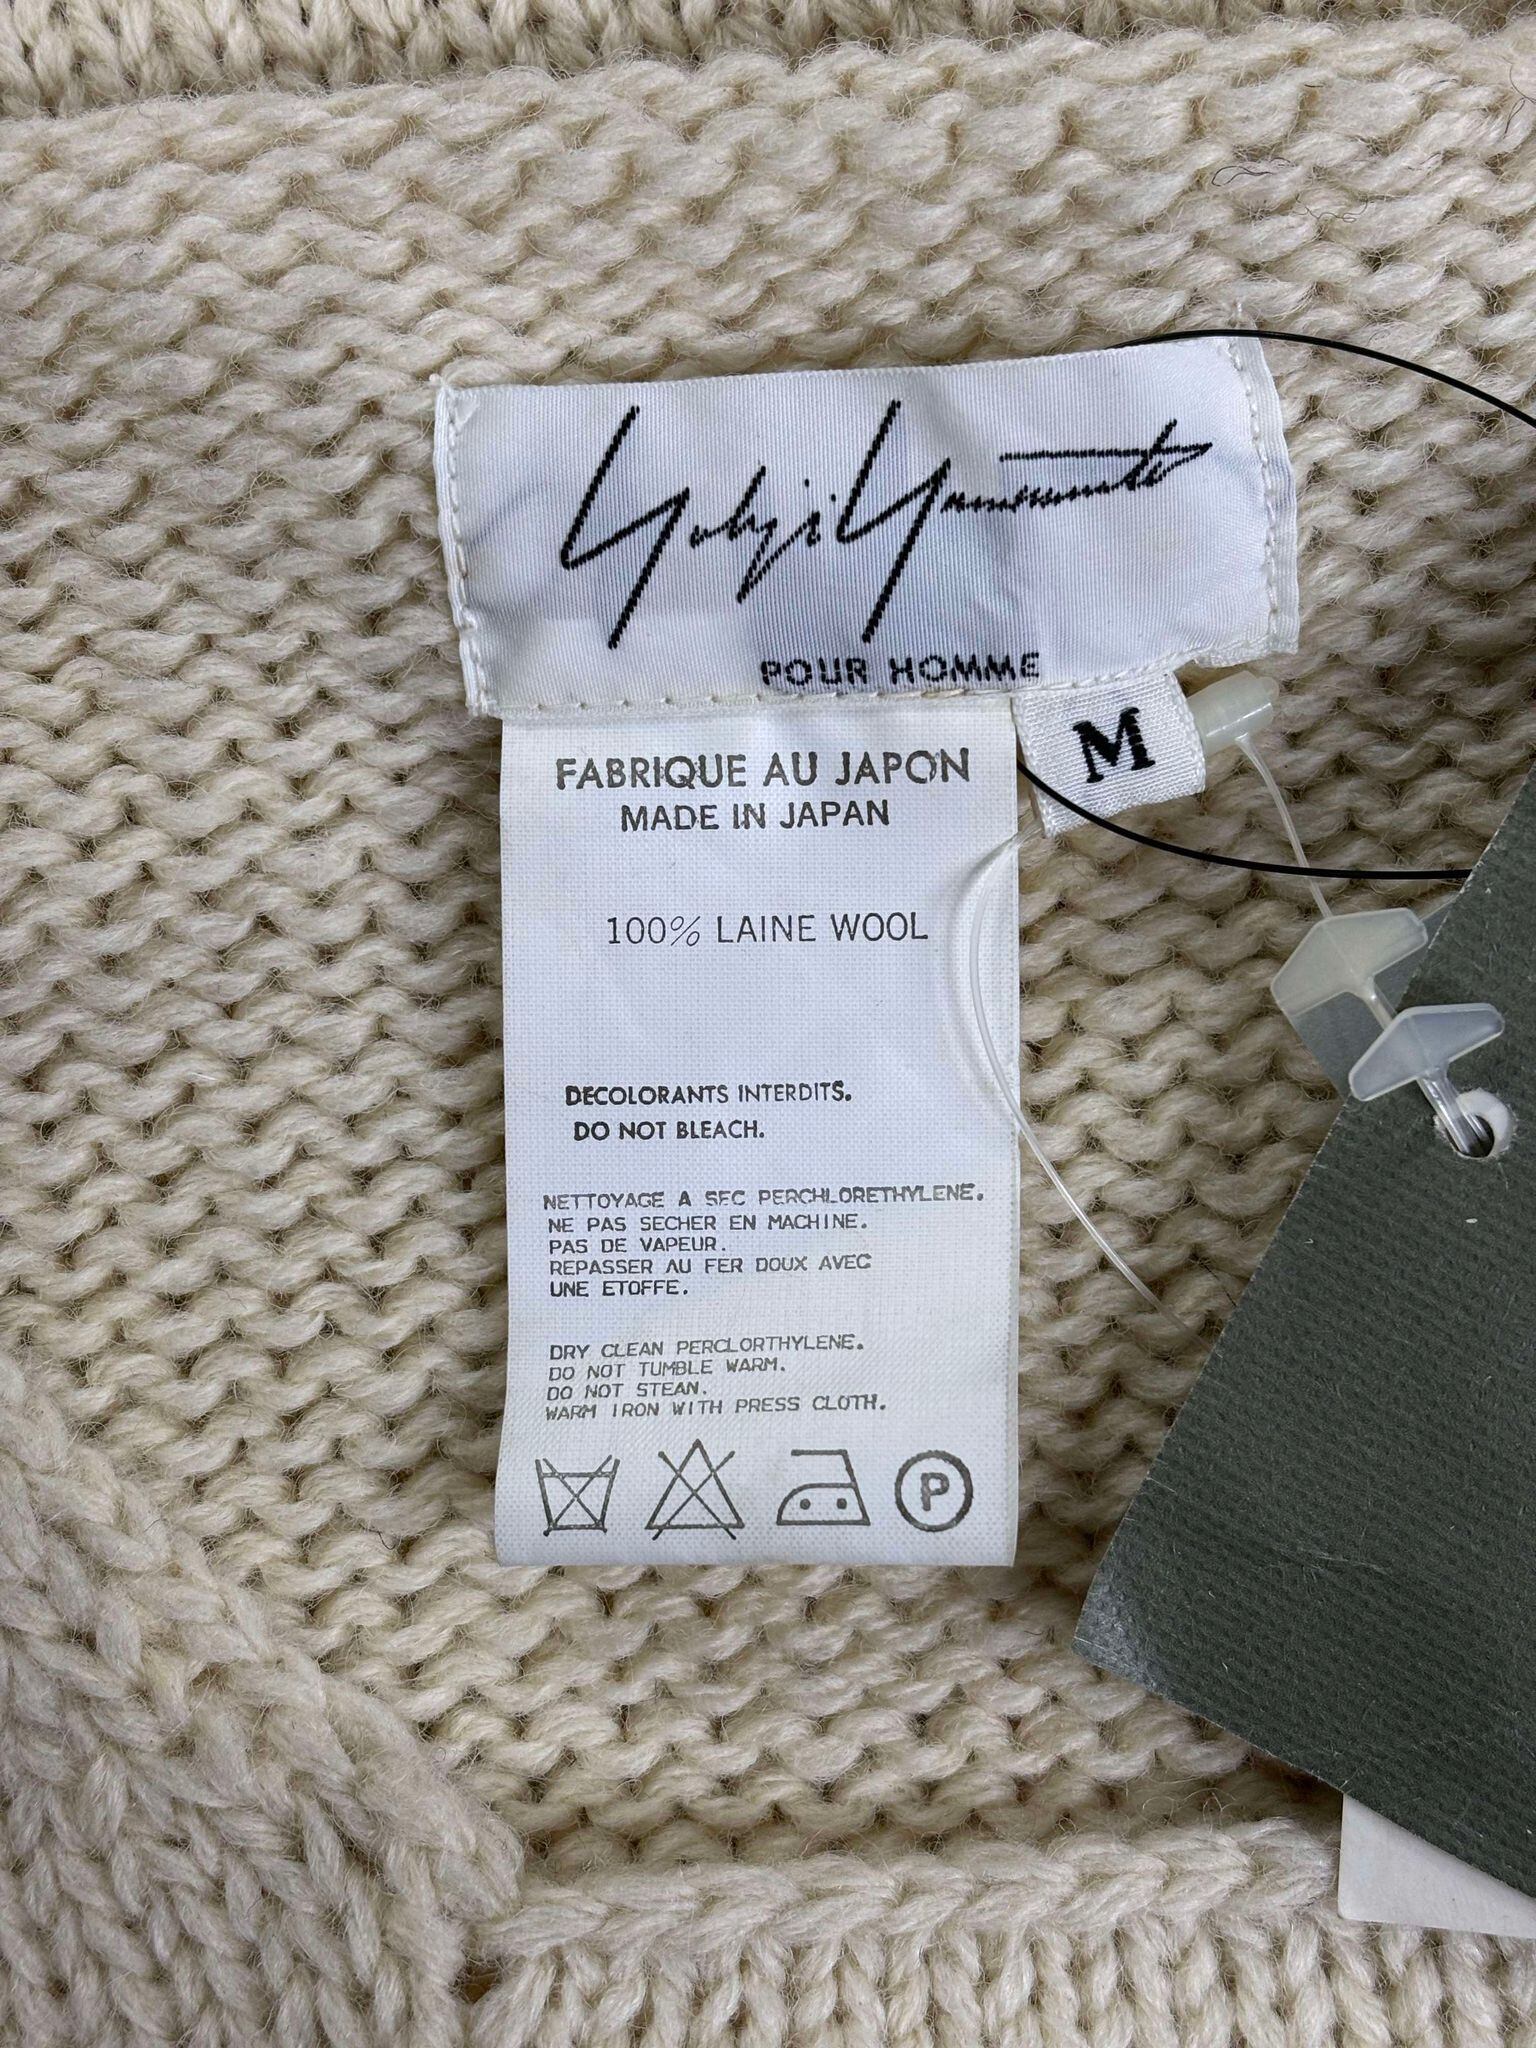 Yohji Yamamoto
POUR HOMME
M
FABRIQUE AU JAPON
MADE IN JAPAN
100% LAINE WOOL
DECOLORANTS INTERDITS.
DO NOT BLEACH.
NETTOYAGE A SEC PERCHLORETHYLENE.
NE PAS SECHER EN MACHINE.
PAS DE VAPEUR.
REPASSER AU FER DOUX AVEC
UNE ETOFFE.
DRY CLEAN PERCLORTHYLENE.
DO NOT TUMBLE WARM.
DO NOT STEAN.
WARM IRON WITH PRESS CLOTH.
P